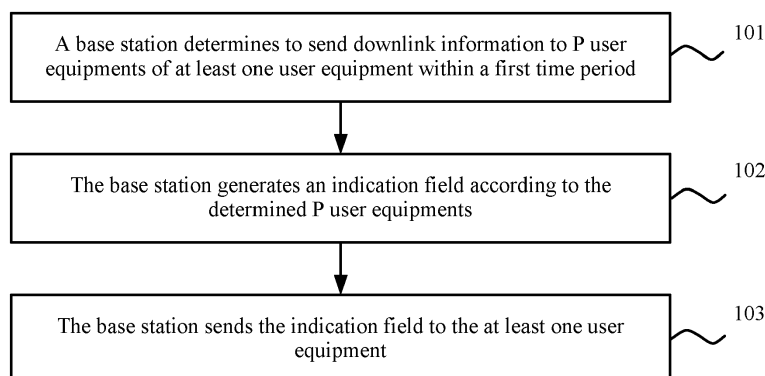 A base station determines to send downlink information to P user
equipments of at least one user equipment within a first time period
101
The base station generates an indication field according to the
determined P user equipments
102
The base station sends the indication field to the at least one user
equipment
103